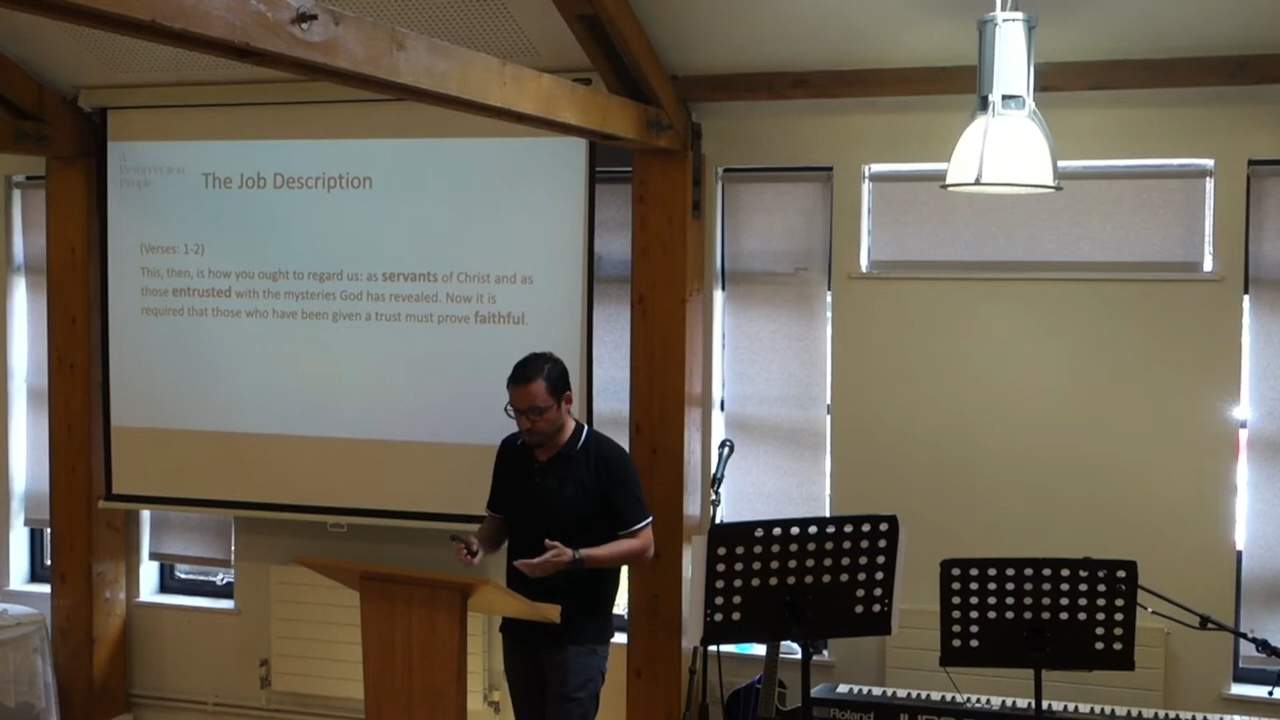 A
Resurrection
People
The Job Description
(Verses: 1-2)
This, then, is how you ought to regard us: as servants of Christ and as
those entrusted with the mysteries God has revealed. Now it is
required that those who have been given a trust must prove faithful.
Roland